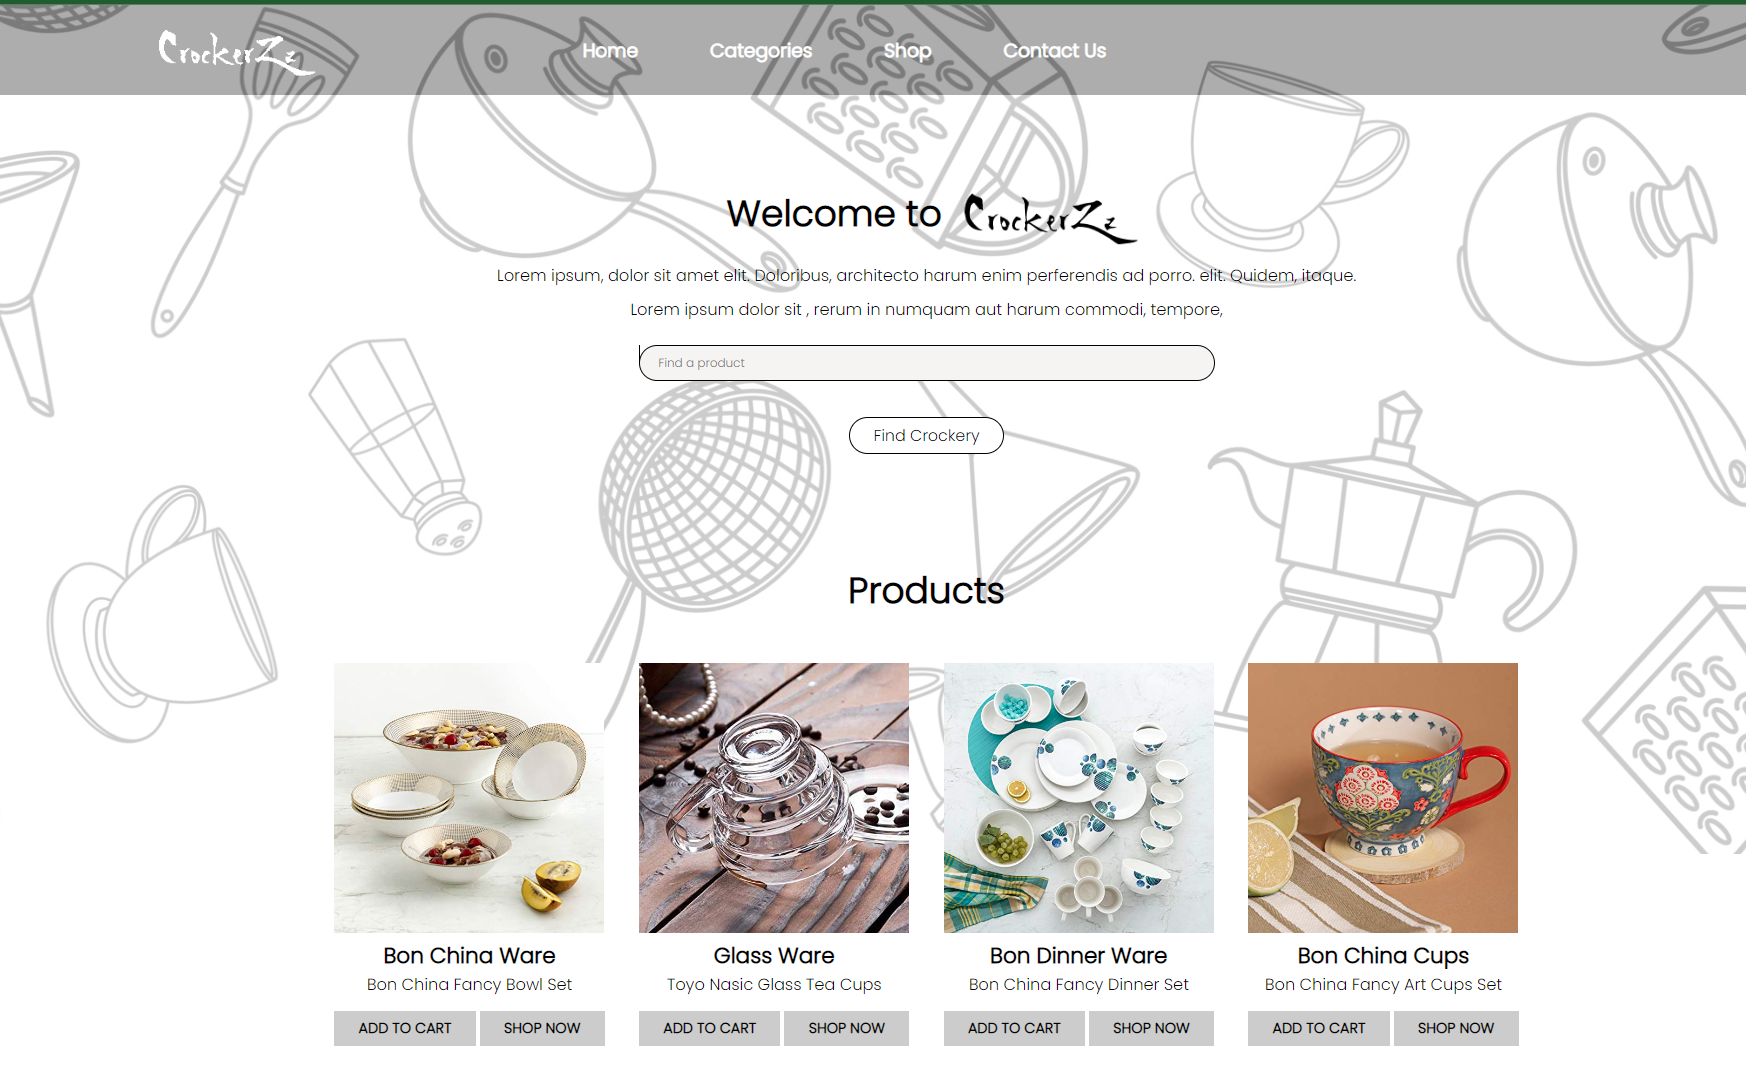 CrockerZz
Home Categories Shop Contact Us
Welcome to CrockerZz
Lorem ipsum, dolor sit amet elit. Doloribus, architecto harum enim perferendis ad porro. elit. Quidem, itaque.
Lorem ipsum dolor sit , rerum in numquam aut harum commodi, tempore,
Find a product
Find Crockery
Products
Bon China Ware
Bon China Fancy Bowl Set
ADD TO CART SHOP NOW
Glass Ware
Toyo Nasic Glass Tea Cups
ADD TO CART SHOP NOW
Bon Dinner Ware
Bon China Fancy Dinner Set
ADD TO CART SHOP NOW
Bon China Cups
Bon China Fancy Art Cups Set
ADD TO CART SHOP NOW